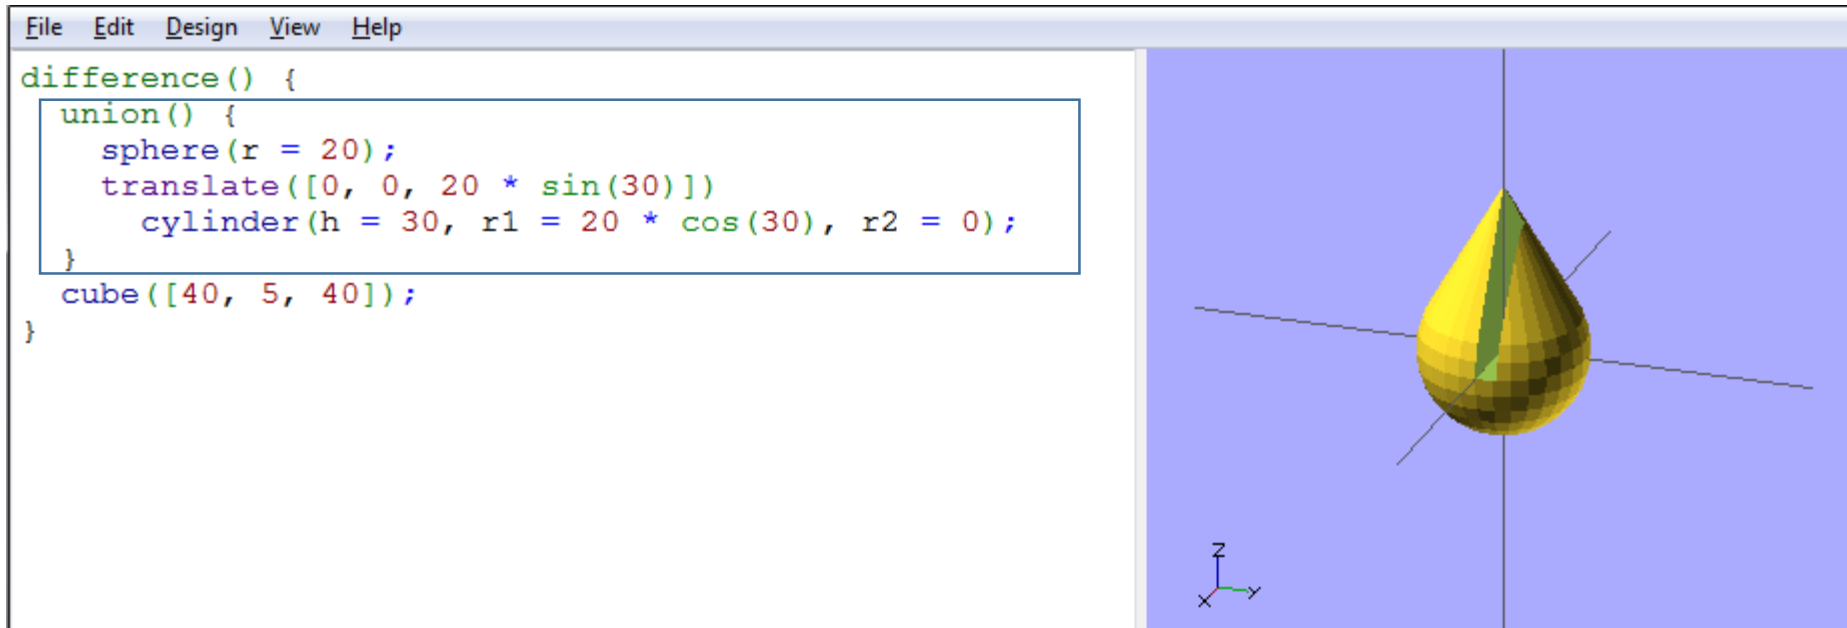 File Edit Design View Help
difference() {
  union() {
    sphere(r = 20);
    translate([0, 0, 20 * sin(30)])
      cylinder(h = 30, r1 = 20 * cos(30), r2 = 0);
  }
  cube([40, 5, 40]);
}
Z
X Y